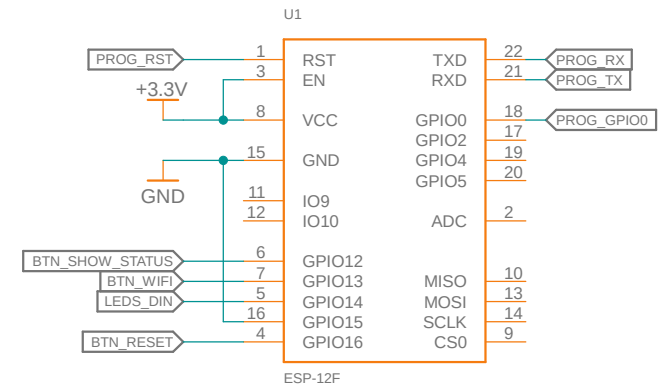 U1
PROG_RST 1 RST TXD 22 PROG_RX
3 EN RXD 21 PROG_TX
+3.3V
8 VCC GPIO0 18 PROG_GPIO0
GPIO2 17
15 GND GPIO4 19
GPIO5 20
GND
11 IO9
12 IO10 ADC 2
BTN_SHOW_STATUS 6 GPIO12
BTN_WIFI 7 GPIO13 MISO 10
LEDS_DIN 5 GPIO14 MOSI 13
16 GPIO15 SCLK 14
BTN_RESET 4 GPIO16 CS0 9
ESP-12F